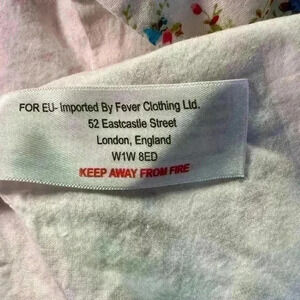 FOR EU- Imported By Fever Clothing Ltd.
52 Eastcastle Street
London, England
W1W 8ED
KEEP AWAY FROM FIRE